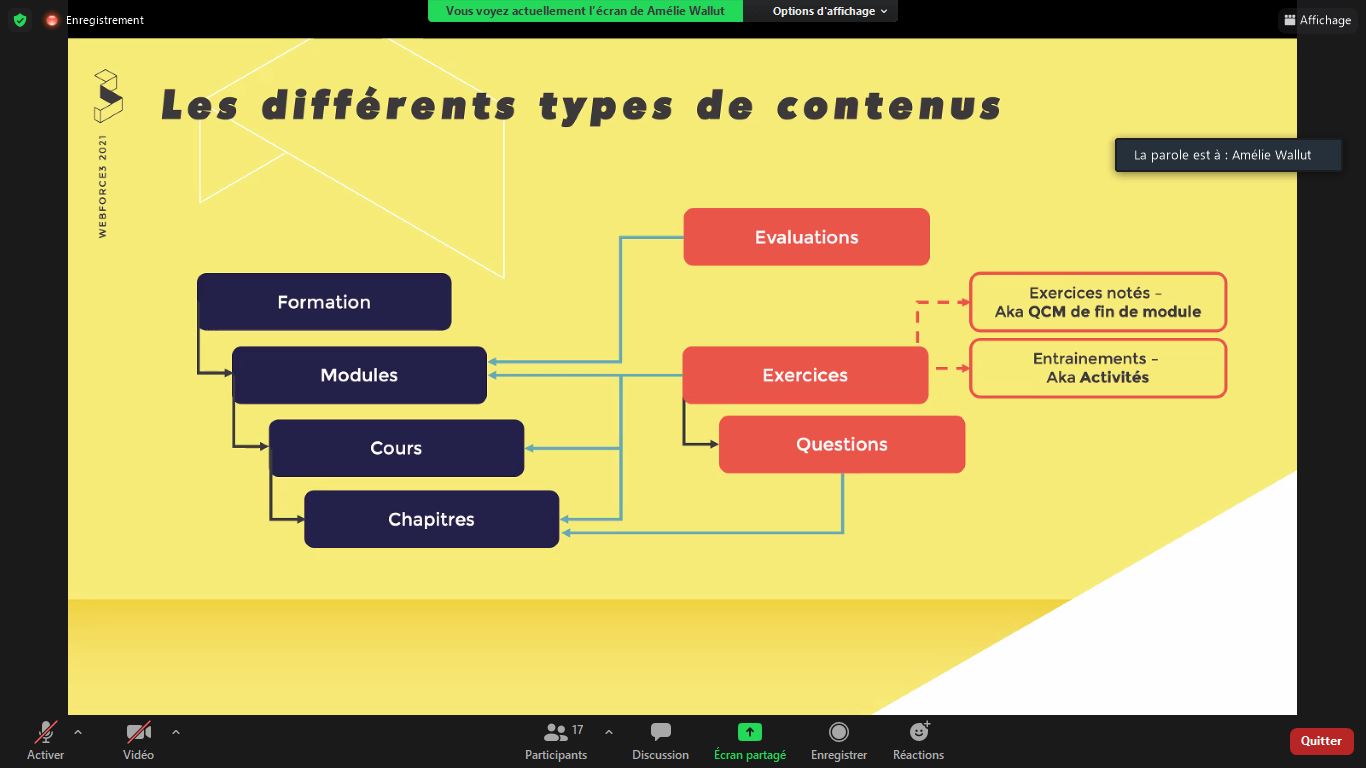 Enregistrement
Vous voyez actuellement l'écran de Amélie Wallut
Options d'affichage
Affichage
Les différents types de contenus
WEBFORCE3 2021
La parole est à : Amélie Wallut
Evaluations
Formation
Exercices notés –
Aka QCM de fin de module
Modules
Exercices
Entrainements –
Aka Activités
Cours
Questions
Chapitres
Activer
Vidéo
17
Participants
Discussion
Écran partagé
Enregistrer
Réactions
Quitter